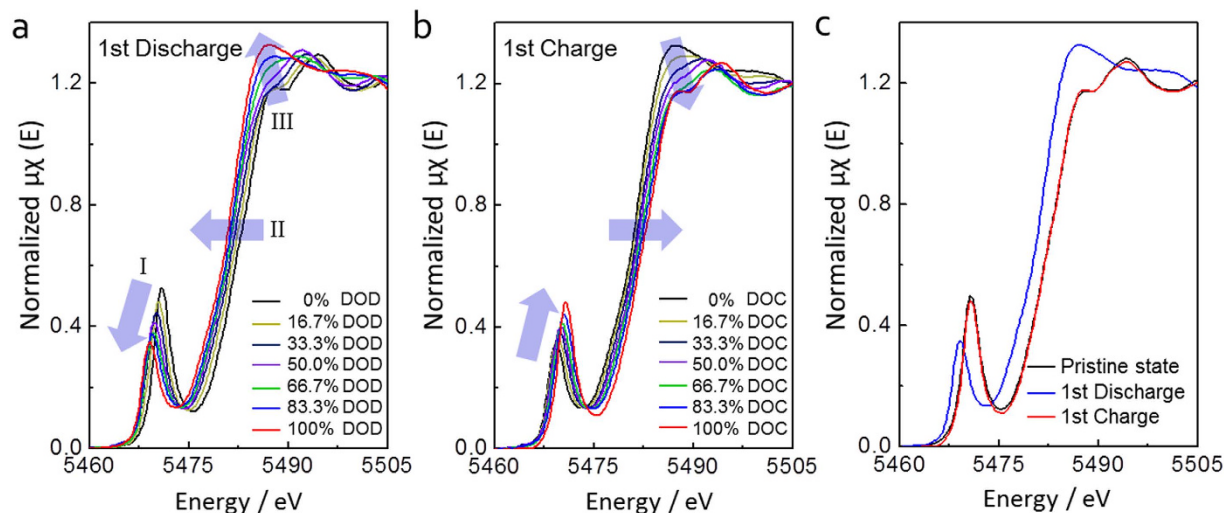 a
1st Discharge
Normalized μχ (E)
1.2
0.8
0.4
0.0
I
II
III
0% DOD
16.7% DOD
33.3% DOD
50.0% DOD
66.7% DOD
83.3% DOD
100% DOD
5460 5475 5490 5505
Energy / eV
b
1st Charge
Normalized μχ (E)
1.2
0.8
0.4
0.0
0% DOC
16.7% DOC
33.3% DOC
50.0% DOC
66.7% DOC
83.3% DOC
100% DOC
5460 5475 5490 5505
Energy / eV
c
Normalized μχ (E)
1.2
0.8
0.4
0.0
Pristine state
1st Discharge
1st Charge
5460 5475 5490 5505
Energy / eV